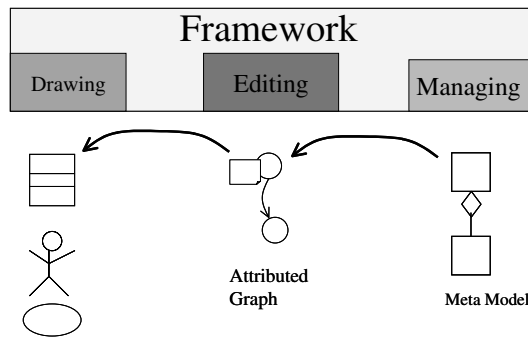 Framework
Drawing
Editing
Managing
Attributed
Graph
Meta Model